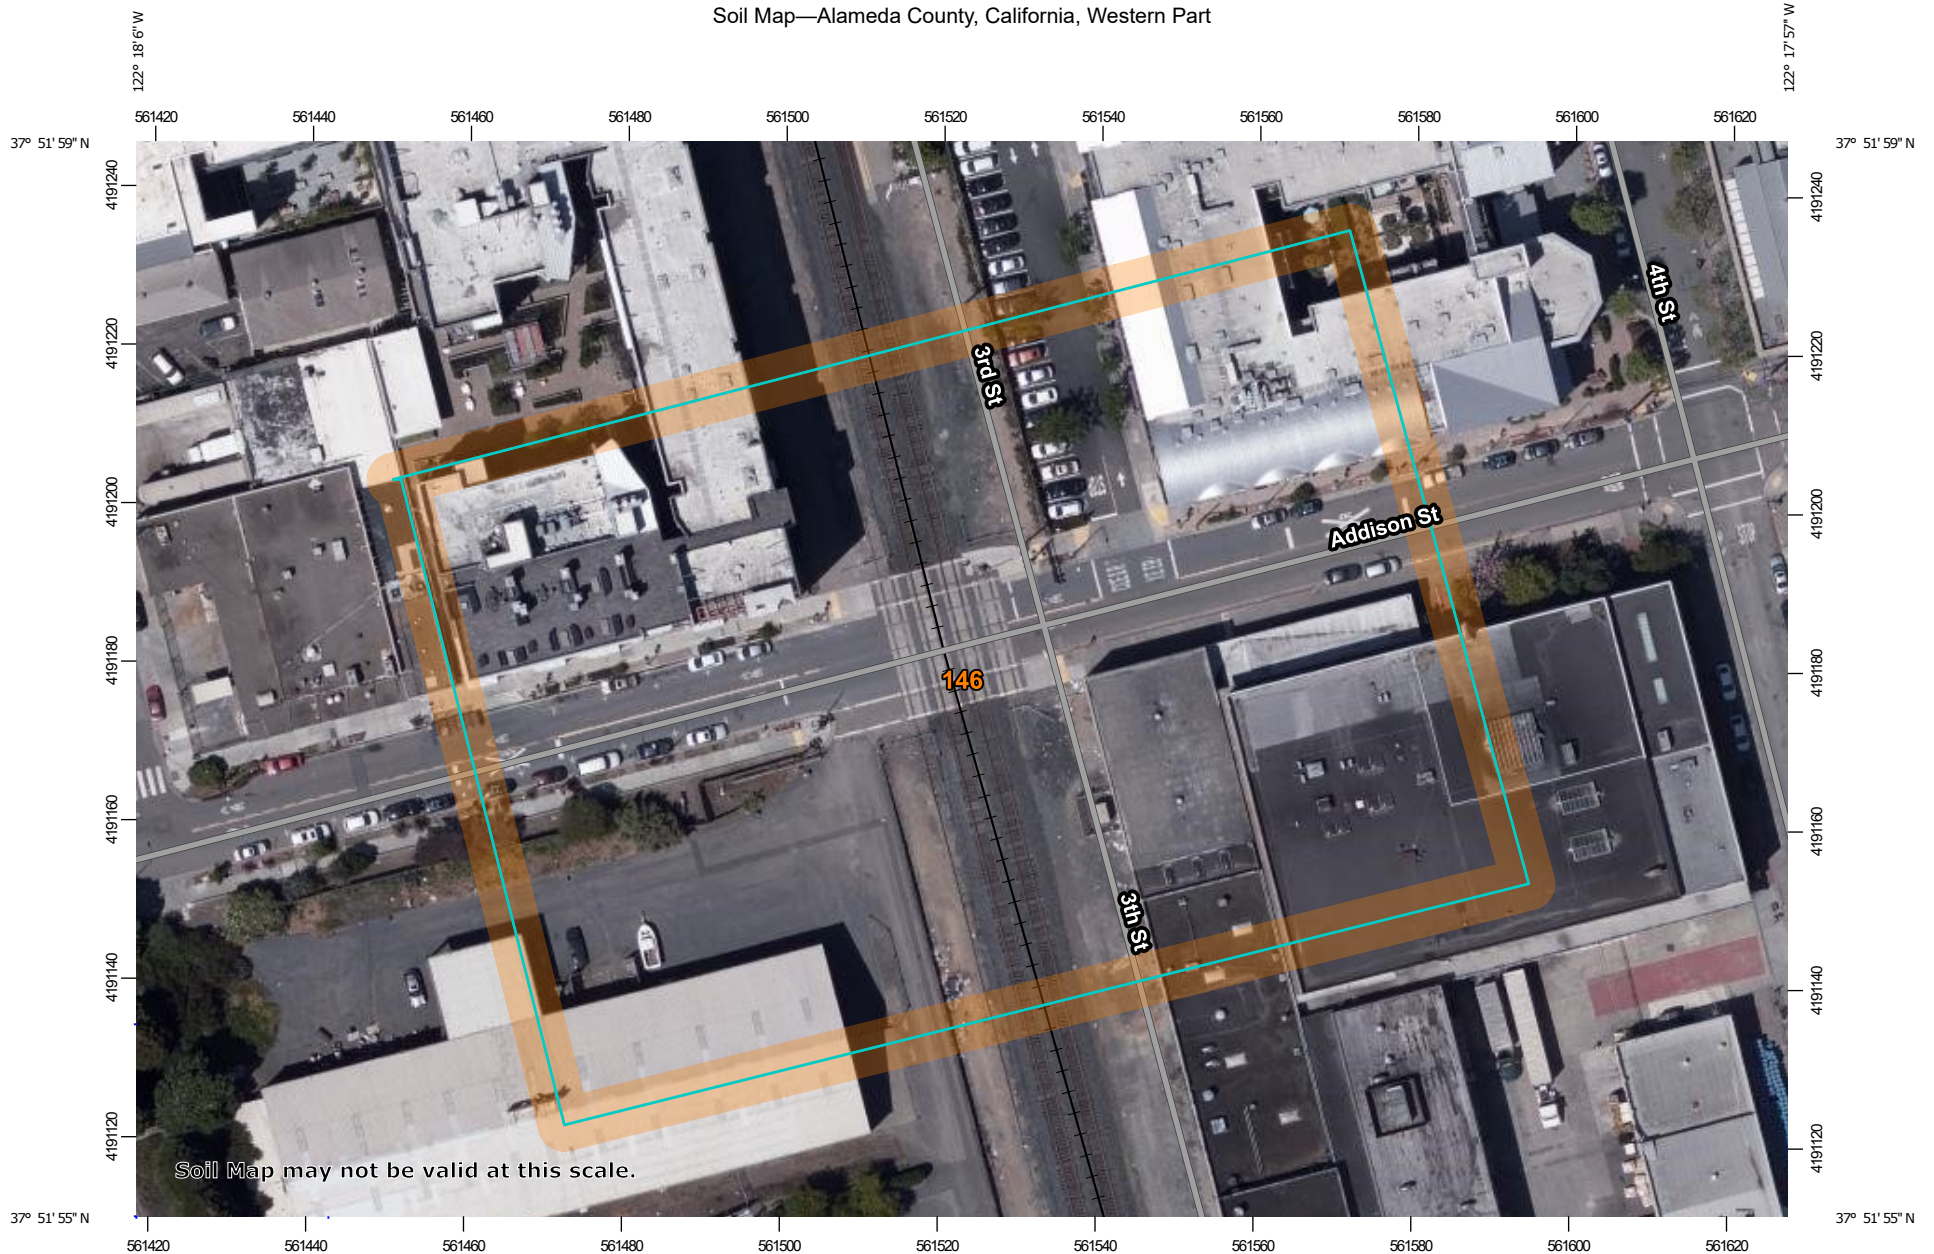 Soil Map—Alameda County, California, Western Part
122° 18' 6'' W
122° 17' 57'' W
561420 561440 561460 561480 561500 561520 561540 561560 561580 561600 561620
37° 51' 59'' N
37° 51' 59'' N
4191240
4191240
4th St
4191220
3rd St
4191220
4191200
4191200
Addison St
KEEP
CLEAR
4191180
146
4191180
4191160
4191160
3th St
4191140
4191140
4191120
4191120
Soil Map may not be valid at this scale.
37° 51' 55'' N
37° 51' 55'' N
561420 561440 561460 561480 561500 561520 561540 561560 561580 561600 561620